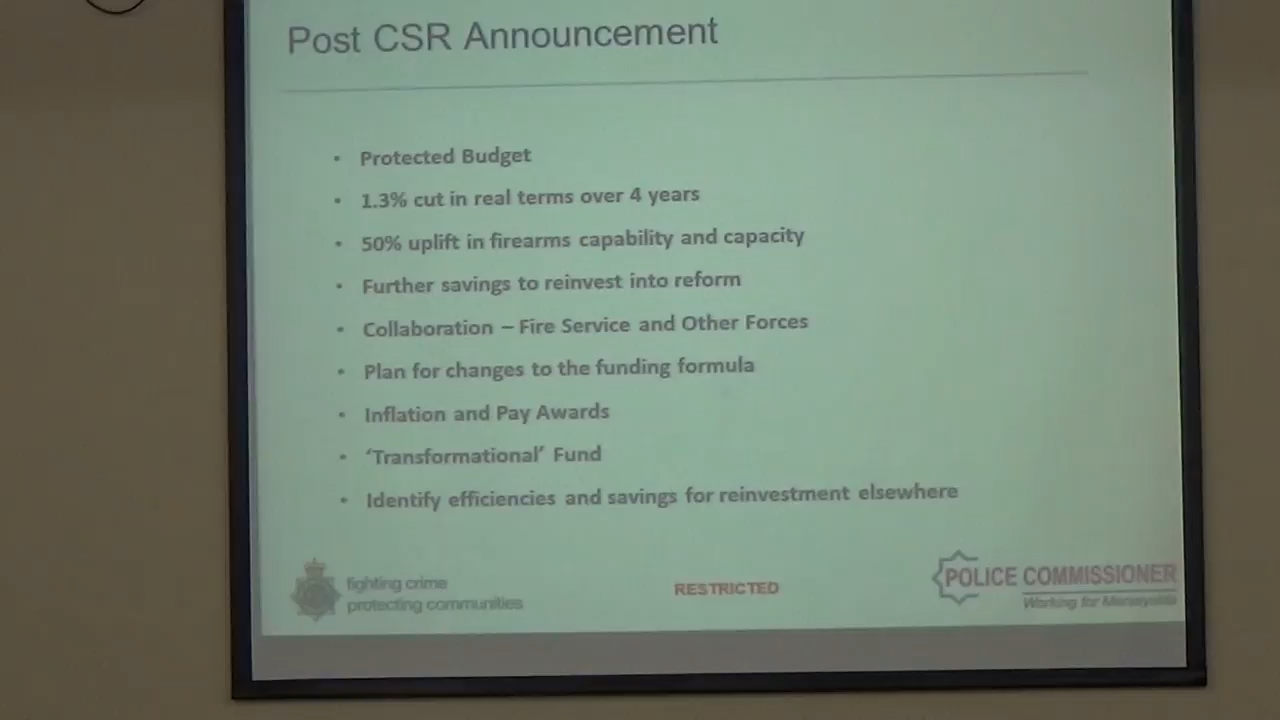 Post CSR Announcement
• Protected Budget
• 1.3% cut in real terms over 4 years
• 50% uplift in firearms capability and capacity
• Further savings to reinvest into reform
• Collaboration – Fire Service and Other Forces
• Plan for changes to the funding formula
• Inflation and Pay Awards
• ‘Transformational’ Fund
• Identify efficiencies and savings for reinvestment elsewhere
fighting crime
protecting communities
RESTRICTED
POLICE COMMISSIONER
Working for Merseyside